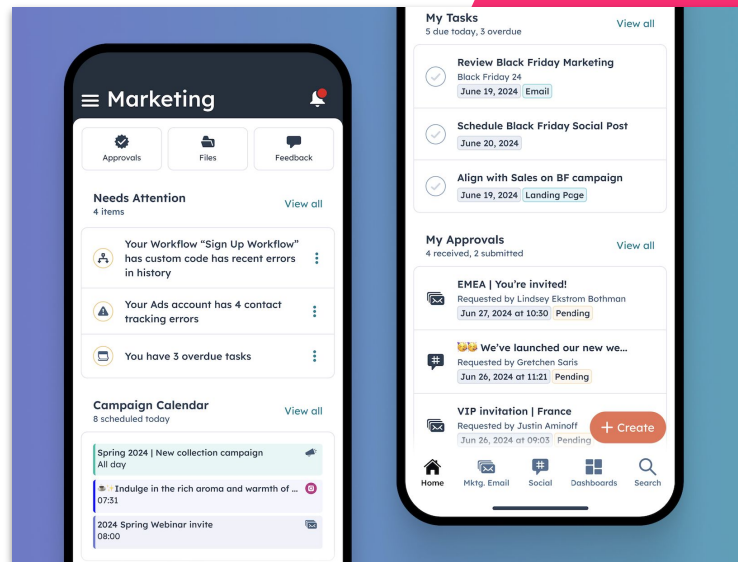 Marketing
Approvals
Files
Feedback
Needs Attention
View all
4 items
Your Workflow “Sign Up Workflow”
has custom code has recent errors
in history
Your Ads account has 4 contact
tracking errors
You have 3 overdue tasks
Campaign Calendar
View all
8 scheduled today
Spring 2024 | New collection campaign
All day
☕✨Indulge in the rich aroma and warmth of ...
07:31
2024 Spring Webinar invite
08:00
My Tasks
View all
5 due today, 3 overdue
Review Black Friday Marketing
Black Friday 24
June 19, 2024 Email
Schedule Black Friday Social Post
June 20, 2024
Align with Sales on BF campaign
June 19, 2024 Landing Page
My Approvals
View all
4 received, 2 submitted
EMEA | You’re invited!
Requested by Lindsey Ekstrom Bothman
Jun 27, 2024 at 10:30 Pending
🥳🥳 We’ve launched our new we...
Requested by Gretchen Saris
Jun 26, 2024 at 11:21 Pending
VIP invitation | France
Requested by Justin Aminoff
Jun 26, 2024 at 09:03 Pending
+ Create
Home
Mktg. Email
Social
Dashboards
Search